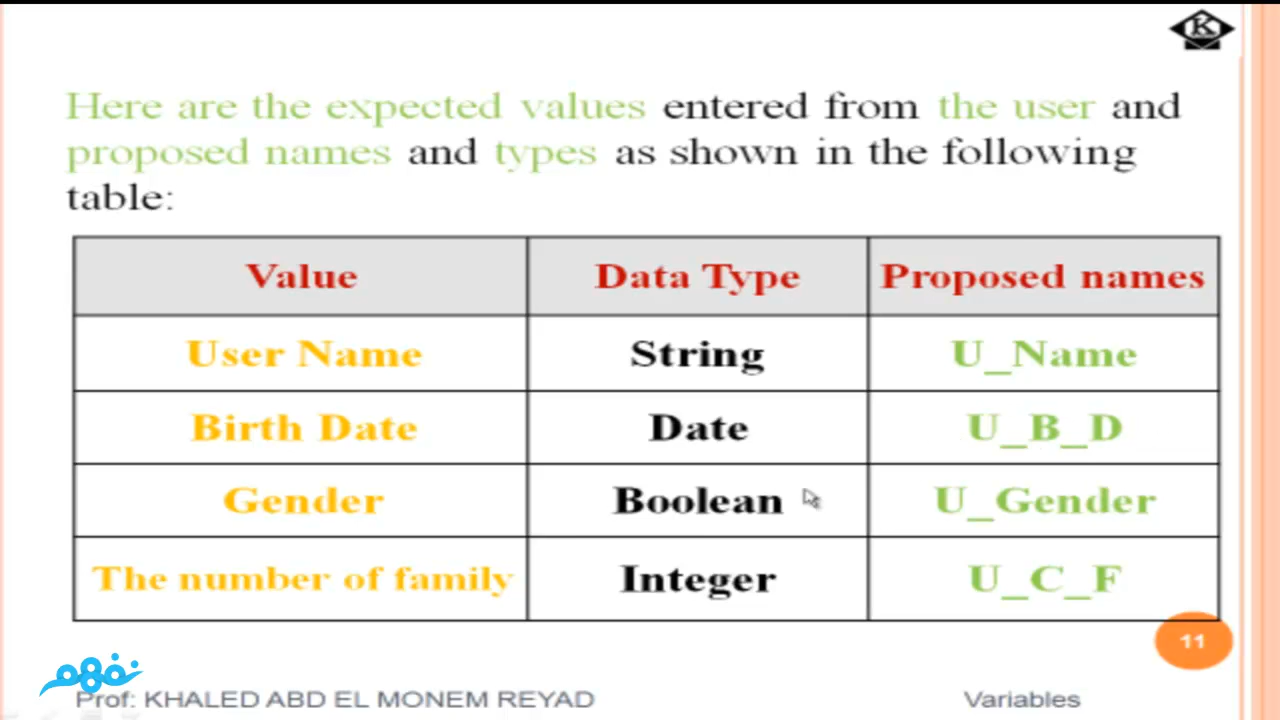 K
Here are the expected values entered from the user and
proposed names and types as shown in the following
table:
Value Data Type Proposed names
User Name String U_Name
Birth Date Date U_B_D
Gender Boolean U_Gender
The number of family Integer U_C_F
11
نفهم
Prof: KHALED ABD EL MONEM REYAD Variables